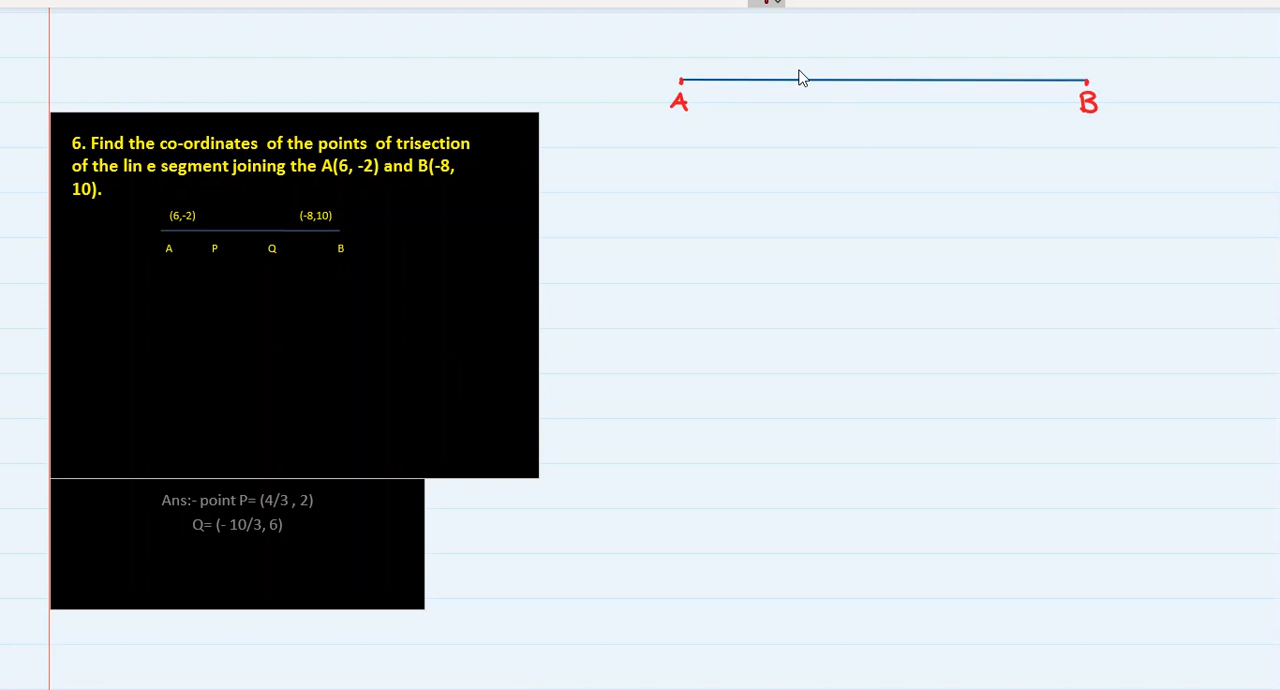 A B
6. Find the co-ordinates of the points of trisection
of the lin e segment joining the A(6, -2) and B(-8,
10).
(6,-2) (-8,10)
A P Q B
Ans:- point P= (4/3 , 2)
Q= (- 10/3, 6)